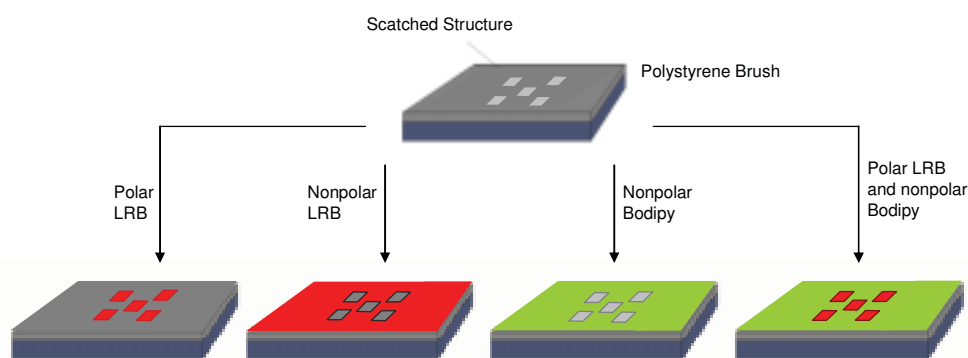 Scatched Structure
Polystyrene Brush
Polar
LRB
Nonpolar
LRB
Nonpolar
Bodipy
Polar LRB
and nonpolar
Bodipy